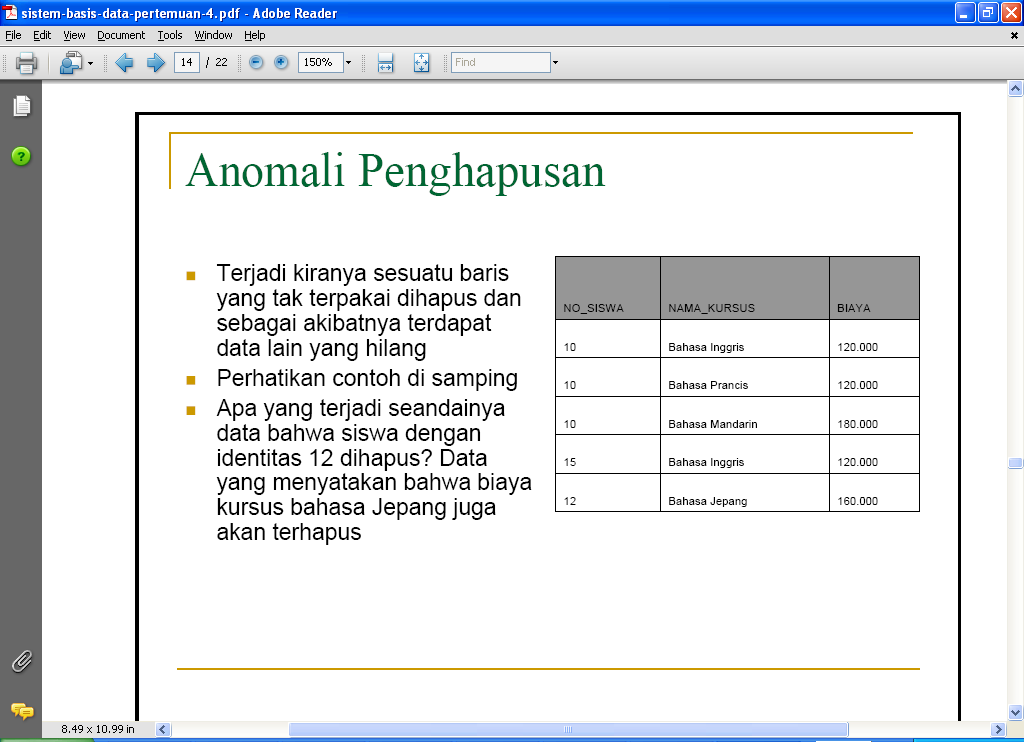 sistem-basis-data-pertemuan-4.pdf - Adobe Reader
File Edit View Document Tools Window Help
14 / 22 150% Find
Anomali Penghapusan
Terjadi kiranya sesuatu baris
yang tak terpakai dihapus dan
sebagai akibatnya terdapat
data lain yang hilang
Perhatikan contoh di samping
Apa yang terjadi seandainya
data bahwa siswa dengan
identitas 12 dihapus? Data
yang menyatakan bahwa biaya
kursus bahasa Jepang juga
akan terhapus
NO_SISWA NAMA_KURSUS BIAYA
10 Bahasa Inggris 120.000
10 Bahasa Prancis 120.000
10 Bahasa Mandarin 180.000
15 Bahasa Inggris 120.000
12 Bahasa Jepang 160.000
8.49 x 10.99 in